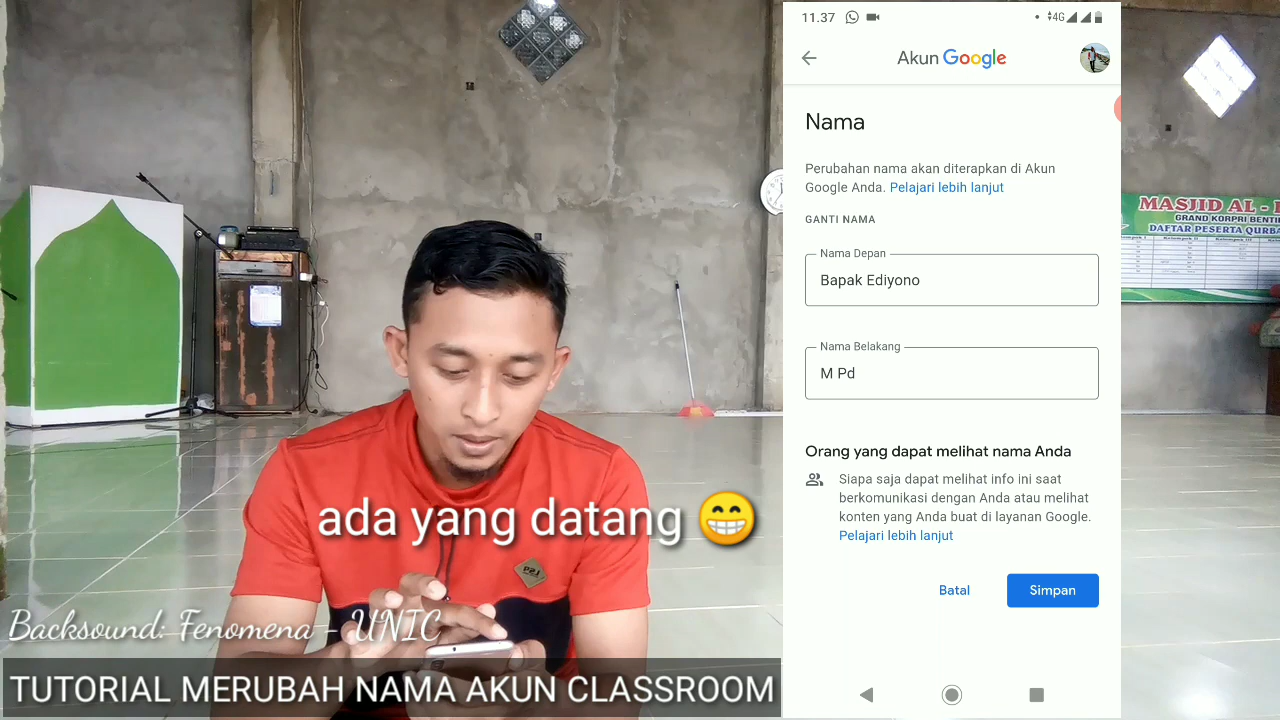 11.37
4G
Akun Google
Nama
Perubahan nama akan diterapkan di Akun
Google Anda. Pelajari lebih lanjut
GANTI NAMA
Nama Depan
Bapak Ediyono
Nama Belakang
M Pd
Orang yang dapat melihat nama Anda
Siapa saja dapat melihat info ini saat
berkomunikasi dengan Anda atau melihat
konten yang Anda buat di layanan Google.
Pelajari lebih lanjut
Batal
Simpan
MASJID AL -
GRAND KORPRI
DAFTAR PESERTA
ada yang datang 😁
Backsound: Fenomena - UNIC
TUTORIAL MERUBAH NAMA AKUN CLASSROOM